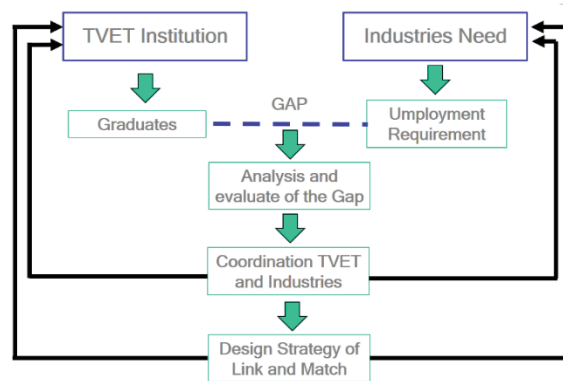 TVET Institution
Industries Need
GAP
Graduates
Umployment
Requirement
Analysis and
evaluate of the Gap
Coordination TVET
and Industries
Design Strategy of
Link and Match